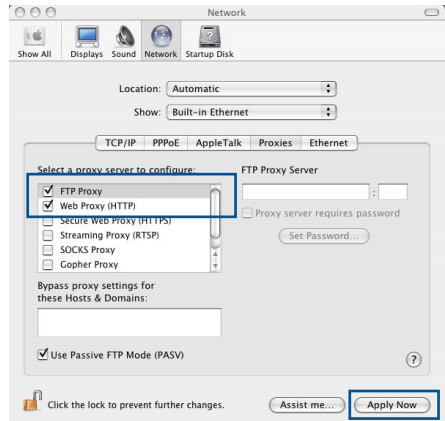 Network
Show All Displays Sound Network Startup Disk
Location: Automatic
Show: Built-in Ethernet
TCP/IP PPPoE AppleTalk Proxies Ethernet
Select a proxy server to configure: FTP Proxy Server
FTP Proxy
Web Proxy (HTTP)
:
Secure Web Proxy (HTTPS) Proxy server requires password
Streaming Proxy (RTSP) Set Password...
SOCKS Proxy
Gopher Proxy
Bypass proxy settings for
these Hosts & Domains:
Use Passive FTP Mode (PASV) ?
Click the lock to prevent further changes. Assist me... Apply Now